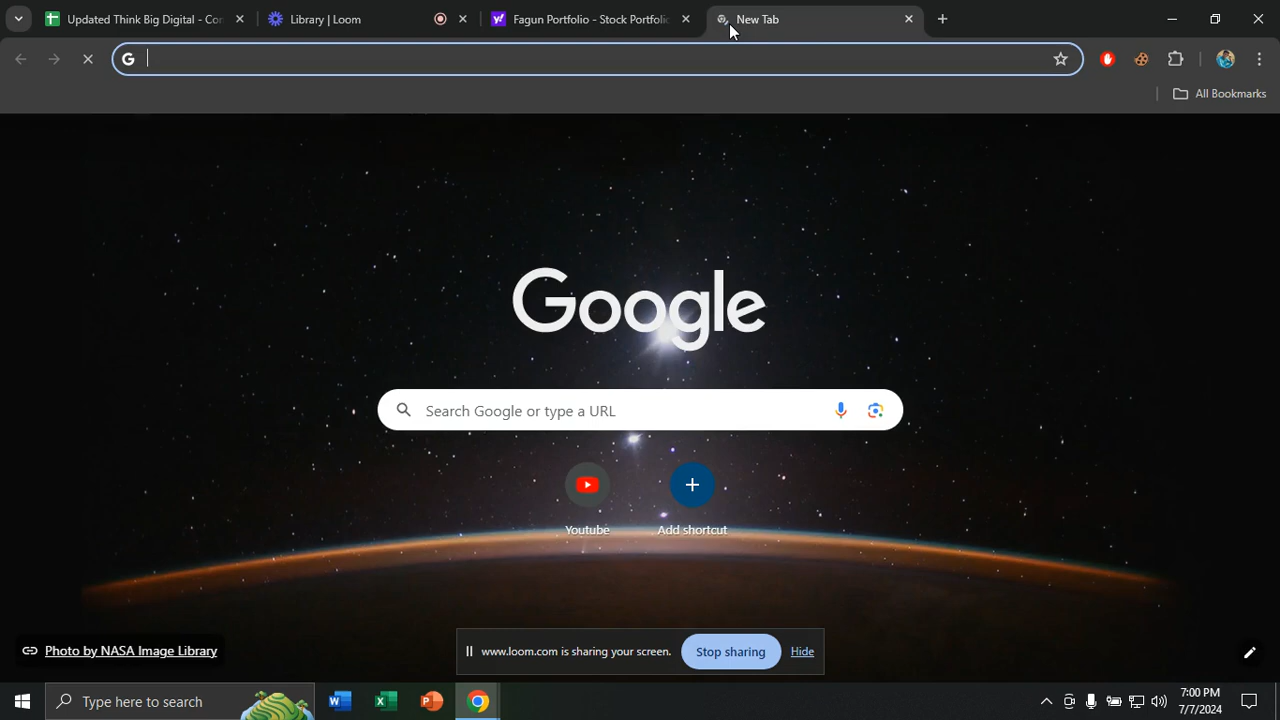 Updated Think Big Digital - Con
Library | Loom
Fagun Portfolio - Stock Portfolio
New Tab
All Bookmarks
Google
Search Google or type a URL
Youtube
Add shortcut
Photo by NASA Image Library
www.loom.com is sharing your screen.
Stop sharing
Hide
Type here to search
7:00 PM
7/7/2024